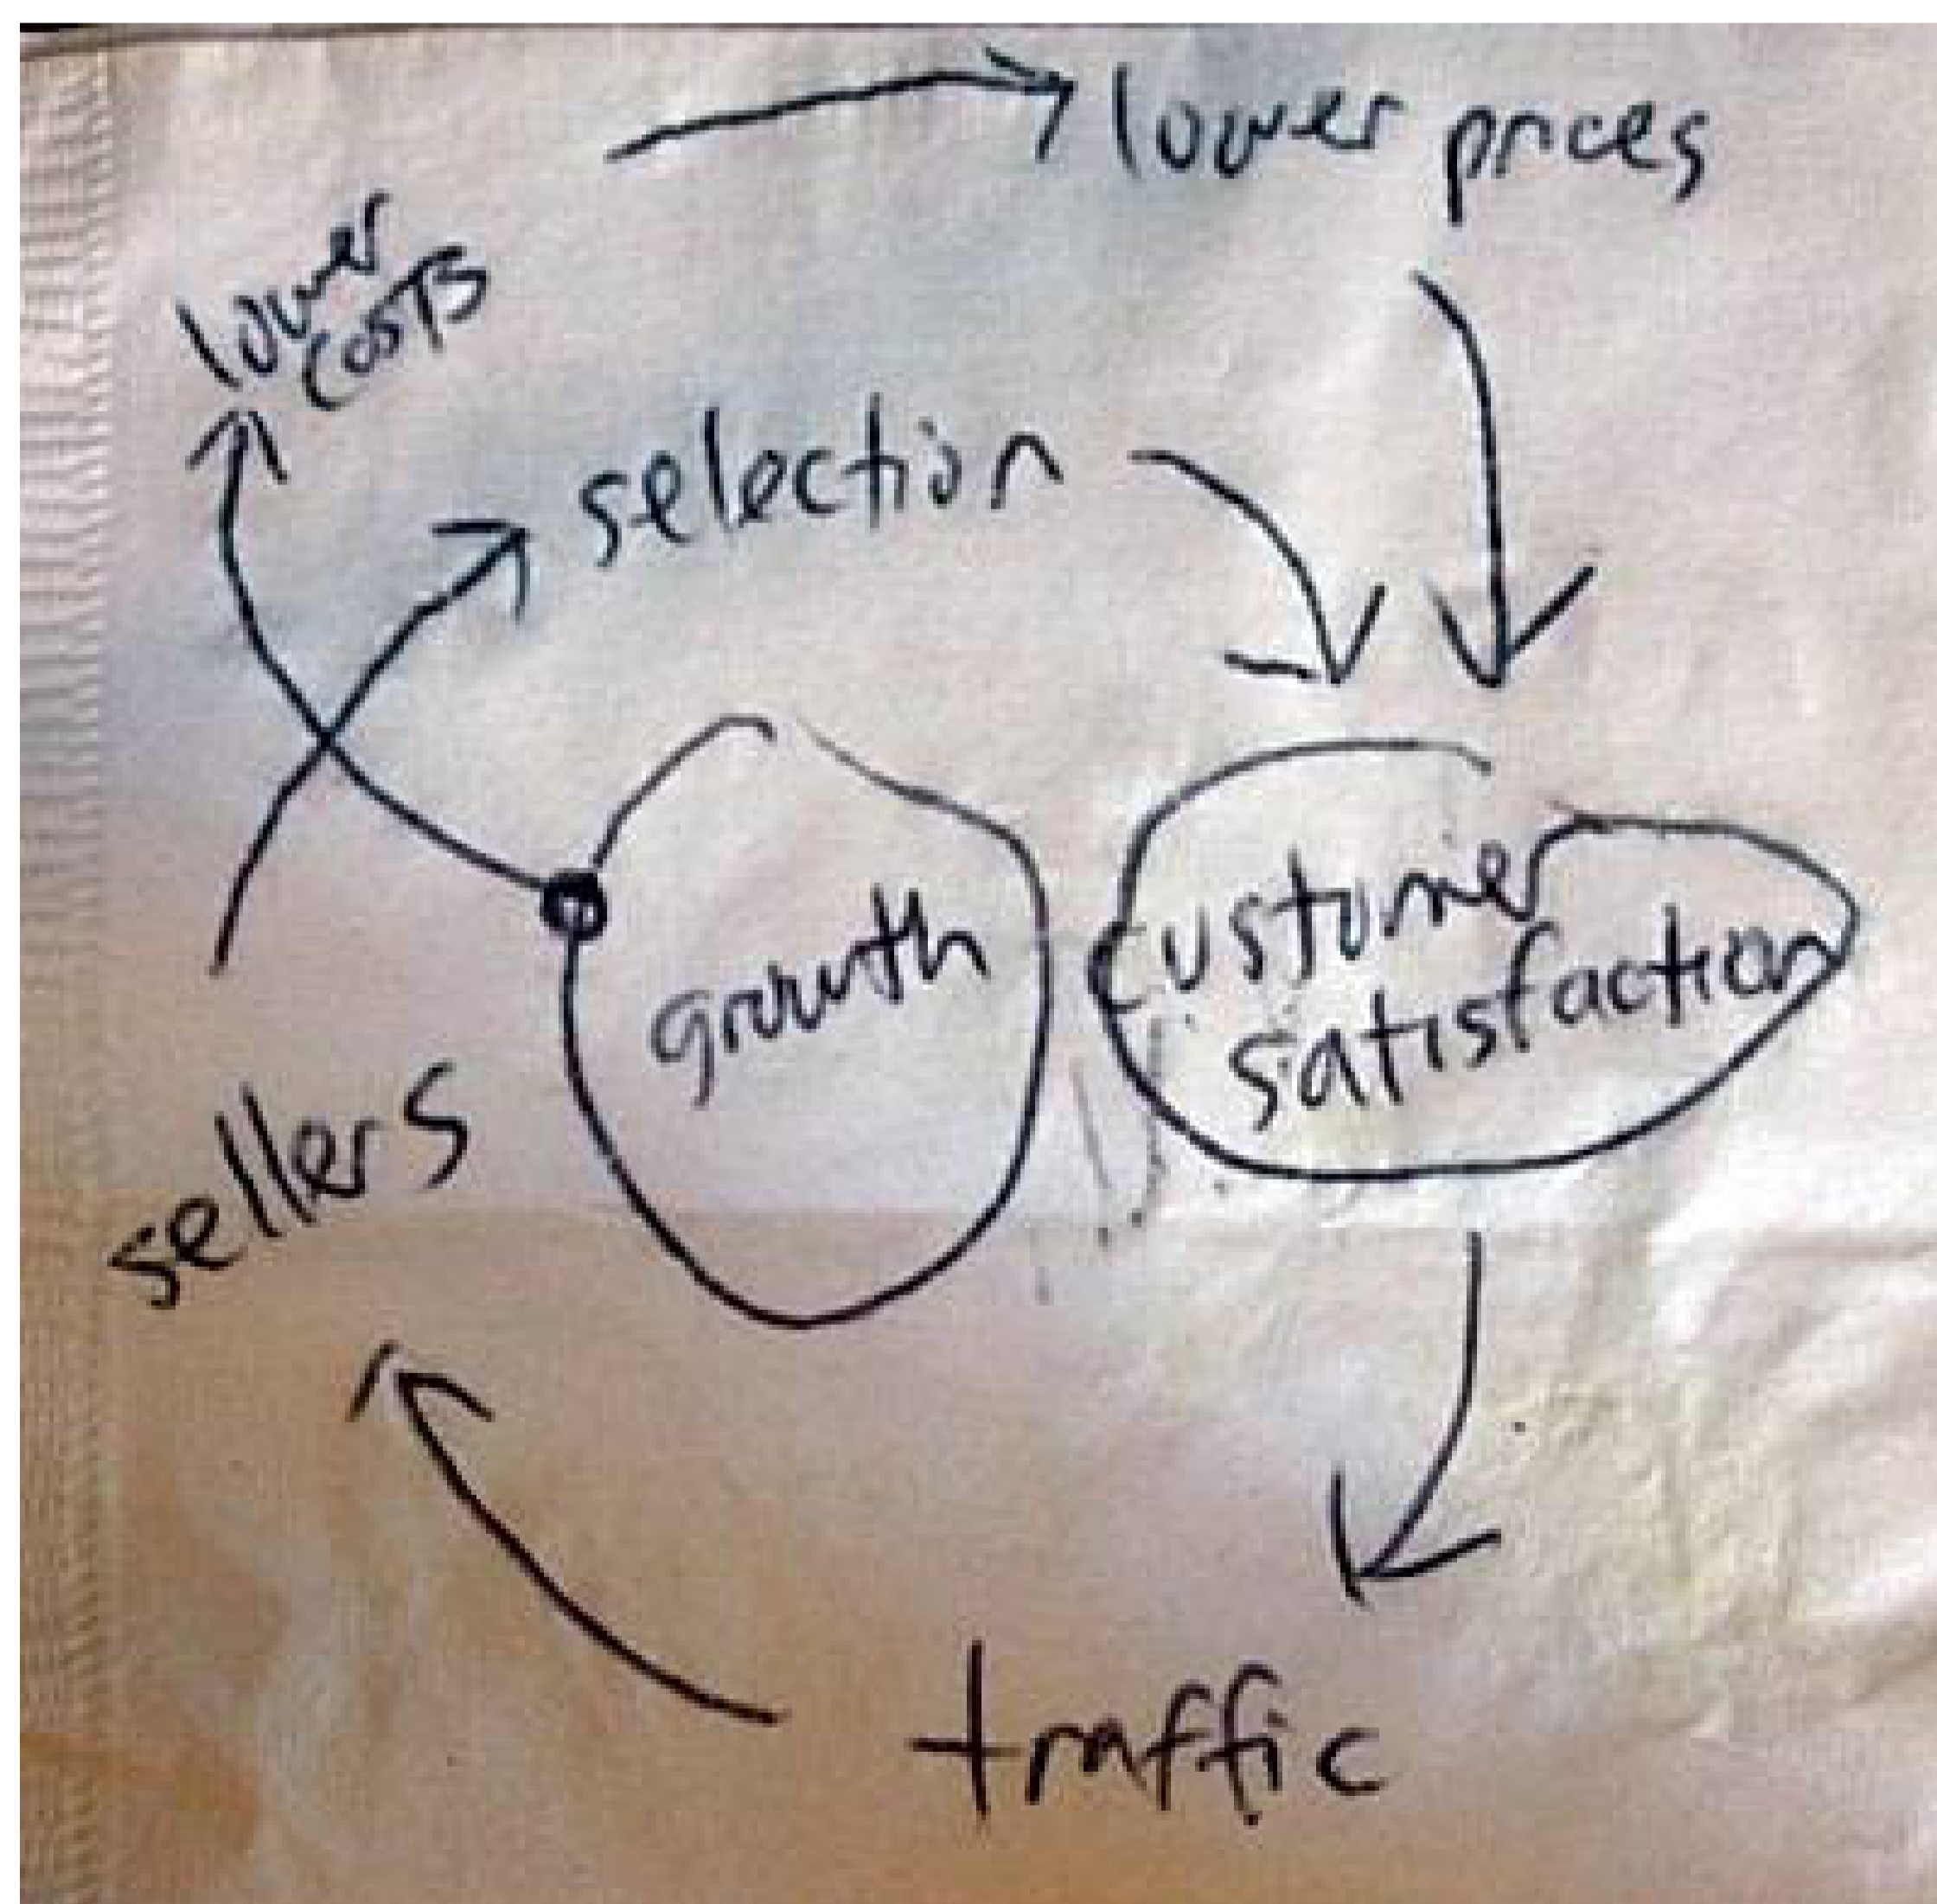 lower prices
lower
costs
selection
growth
customer
satisfaction
sellers
traffic